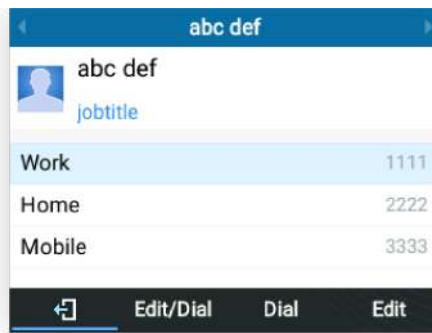 abc def
abc def
jobtitle
Work 1111
Home 2222
Mobile 3333
Edit/Dial Dial Edit